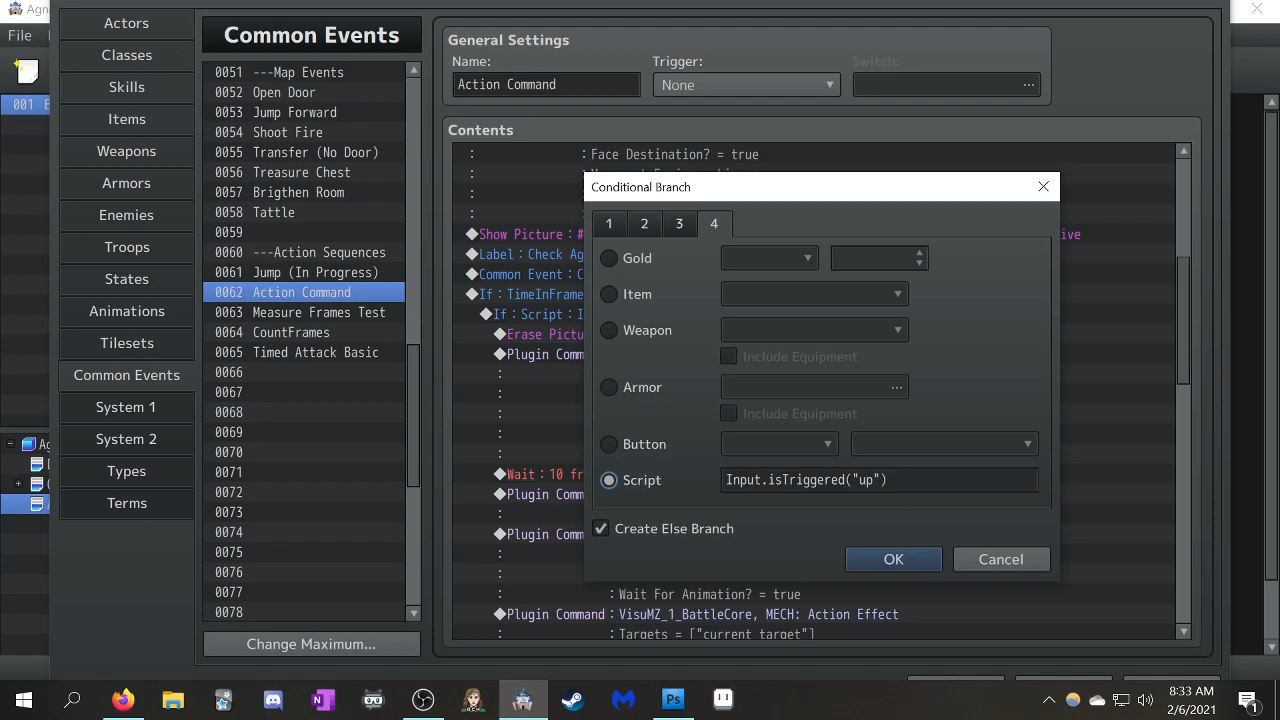 Agn
File
001 E
Actors
Classes
Skills
Items
Weapons
Armors
Enemies
Troops
States
Animations
Tilesets
Common Events
System 1
System 2
Types
Terms
Common Events
0051 ---Map Events
0052 Open Door
0053 Jump Forward
0054 Shoot Fire
0055 Transfer (No Door)
0056 Treasure Chest
0057 Brigthen Room
0058 Tattle
0059
0060 ---Action Sequences
0061 Jump (In Progress)
0062 Action Command
0063 Measure Frames Test
0064 CountFrames
0065 Timed Attack Basic
0066
0067
0068
0069
0070
0071
0072
0073
0074
0075
0076
0077
0078
Change Maximum...
General Settings
Name: Trigger: Switch:
Action Command None ...
Contents
: : Face Destination? = true
◆Show Picture : # ive
◆Label : Check Ag
◆Common Event : C
◆If : TimeInFrame
◆If : Script : I
◆Erase Pictu
◆Plugin Comm
◆Wait : 10 fr
◆Plugin Comm
◆Plugin Comm
: : Wait For Animation? = true
◆Plugin Command : VisuMZ_1_BattleCore, MECH: Action Effect
: : Targets = ["current target"]
Conditional Branch
1 2 3 4
Gold
Item
Weapon
Include Equipment
Armor ...
Include Equipment
Button
Script Input.isTriggered("up")
Create Else Branch
OK Cancel
8:33 AM
2/6/2021